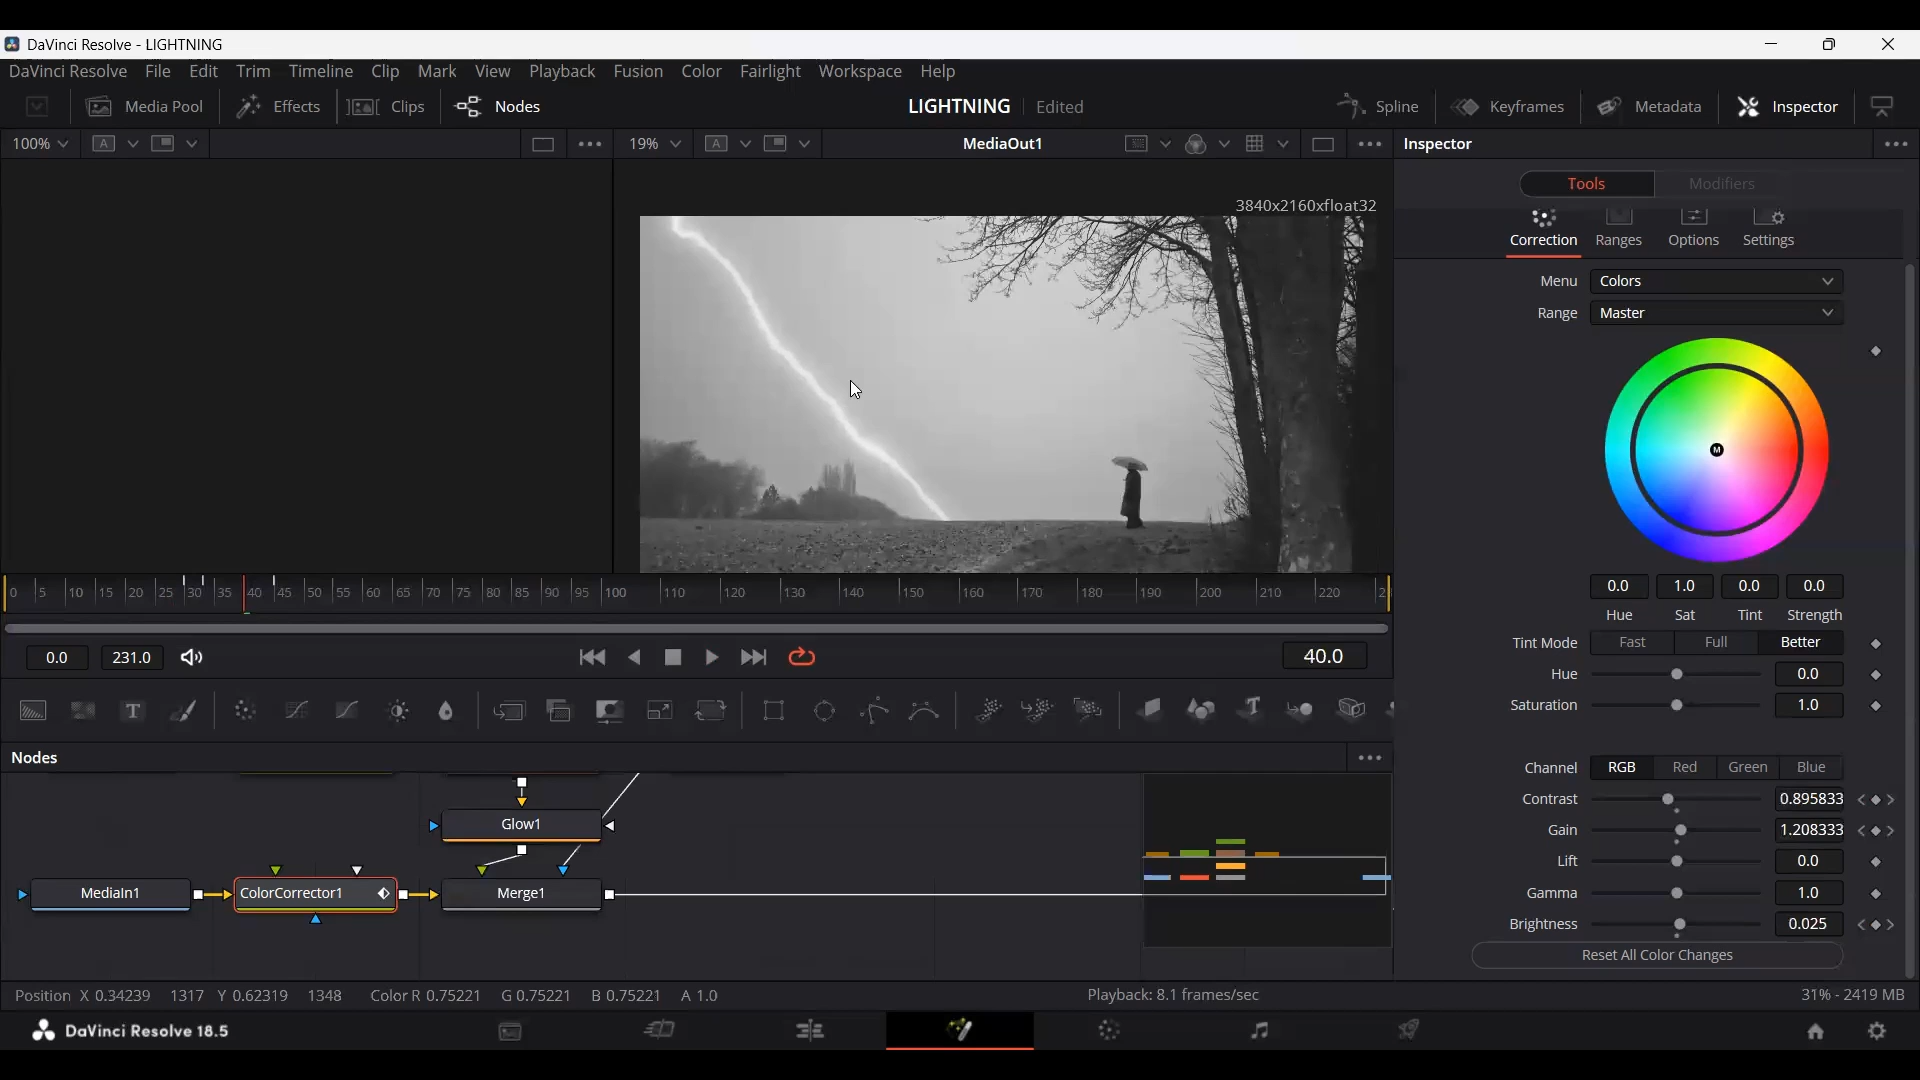 DaVinci Resolve - LIGHTNING
DaVinci Resolve File Edit Trim Timeline Clip Mark View Playback Fusion Color Fairlight Workspace Help
Media Pool Effects Clips Nodes LIGHTNING Edited Spline Keyframes Metadata Inspector
100% A 19% A MediaOut1 Inspector
Tools Modifiers
3840x2160xfloat32
Correction Ranges Options Settings
Menu Colors
Range Master
M
0.0 1.0 0.0 0.0
Hue Sat Tint Strength
0 5 10 15 20 25 30 35 40 45 50 55 60 65 70 75 80 85 90 95 100 110 120 130 140 150 160 170 180 190 200 210 220
Tint Mode Fast Full Better
0.0 231.0 40.0
Hue 0.0
Saturation 1.0
T T
Nodes
Channel RGB Red Green Blue
Contrast 0.895833
Gain 1.208333
Lift 0.0
Gamma 1.0
Brightness 0.025
Reset All Color Changes
Glow1
MediaIn1 ColorCorrector1 Merge1
Position X 0.34239 1317 Y 0.62319 1348 Color R 0.75221 G 0.75221 B 0.75221 A 1.0 Playback: 8.1 frames/sec 31% - 2419 MB
DaVinci Resolve 18.5